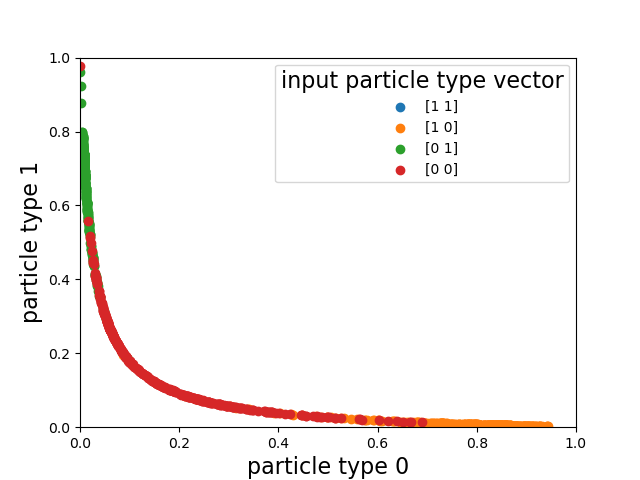 input particle type vector
[1 1]
[1 0]
[0 1]
[0 0]
1.0
0.8
0.6
0.4
0.2
0.0
particle type 1
0.0 0.2 0.4 0.6 0.8 1.0
particle type 0